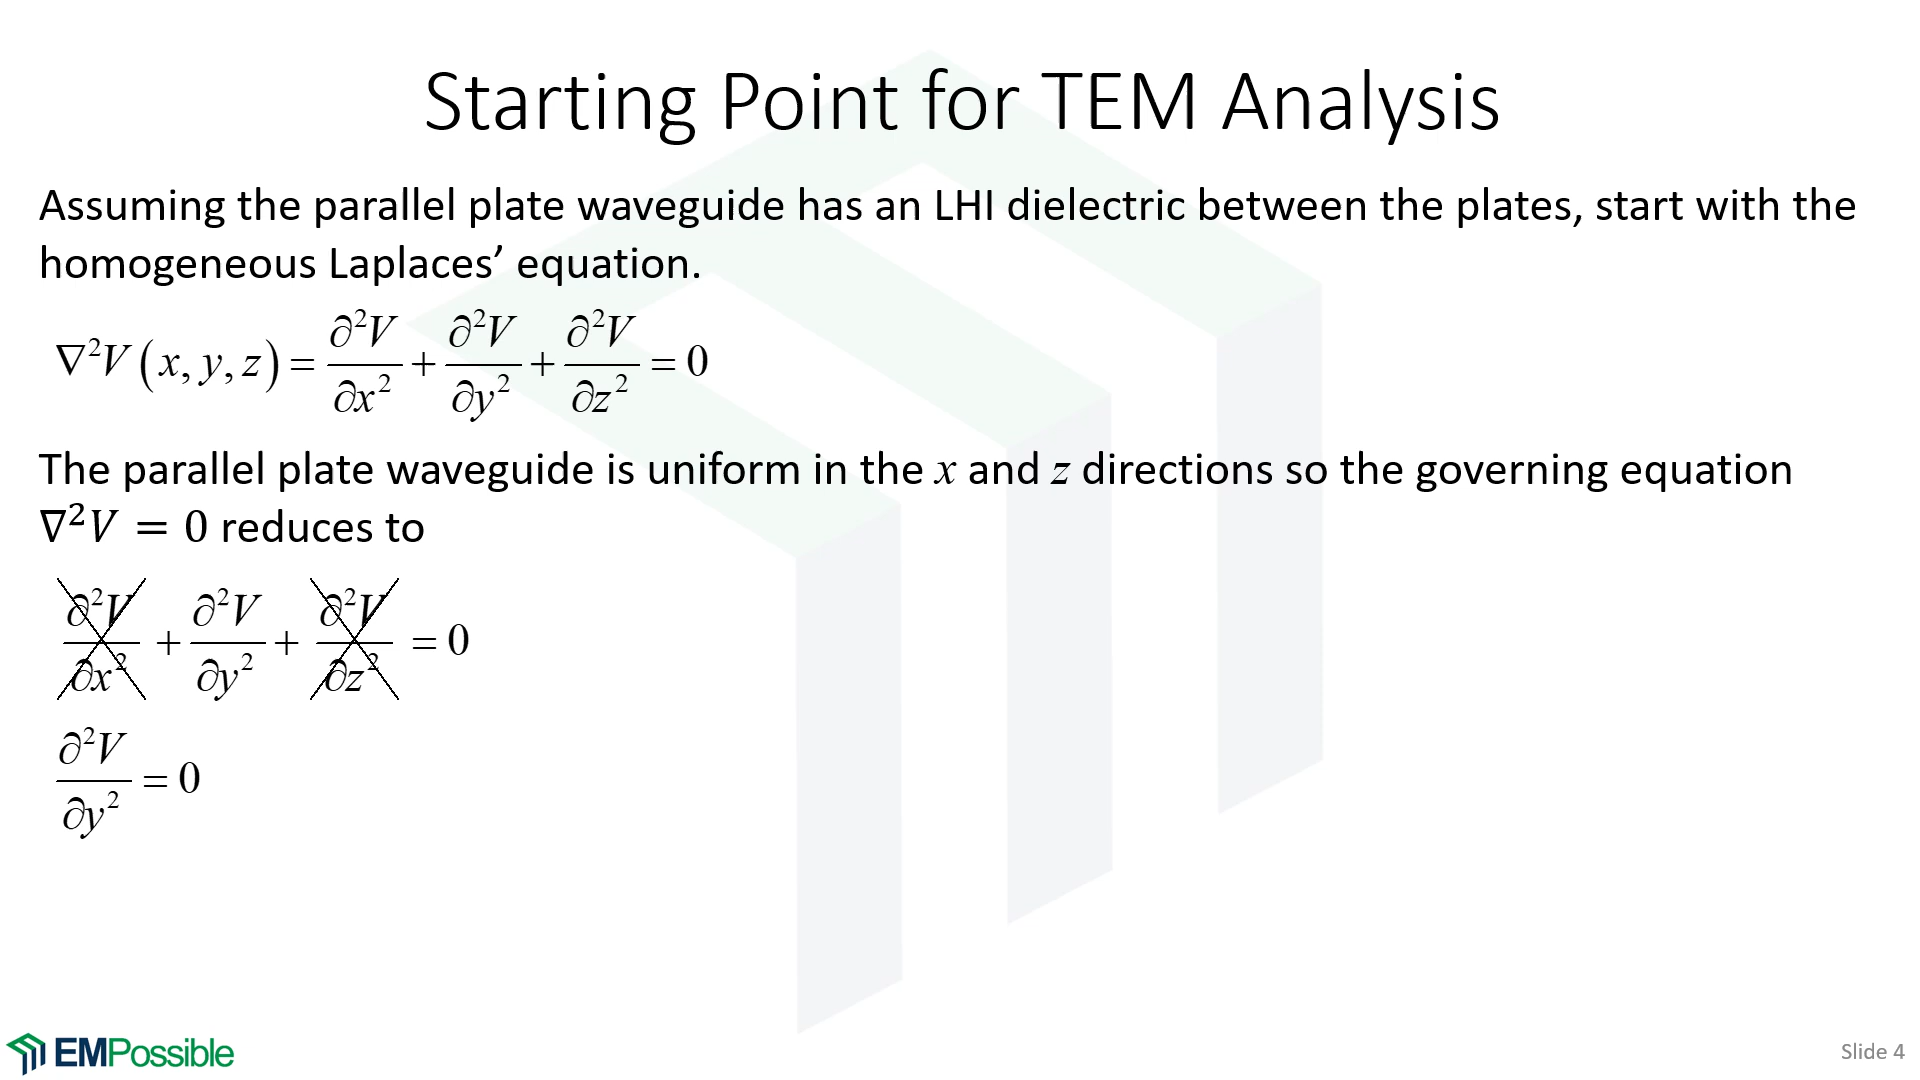 Starting Point for TEM Analysis
Assuming the parallel plate waveguide has an LHI dielectric between the plates, start with the
homogeneous Laplaces’ equation.
∇²V(x, y, z) = ∂²V/∂x² + ∂²V/∂y² + ∂²V/∂z² = 0
The parallel plate waveguide is uniform in the x and z directions so the governing equation
∇²V = 0 reduces to
∂²V/∂x² + ∂²V/∂y² + ∂²V/∂z² = 0
∂²V/∂y² = 0
EMPossible
Slide 4